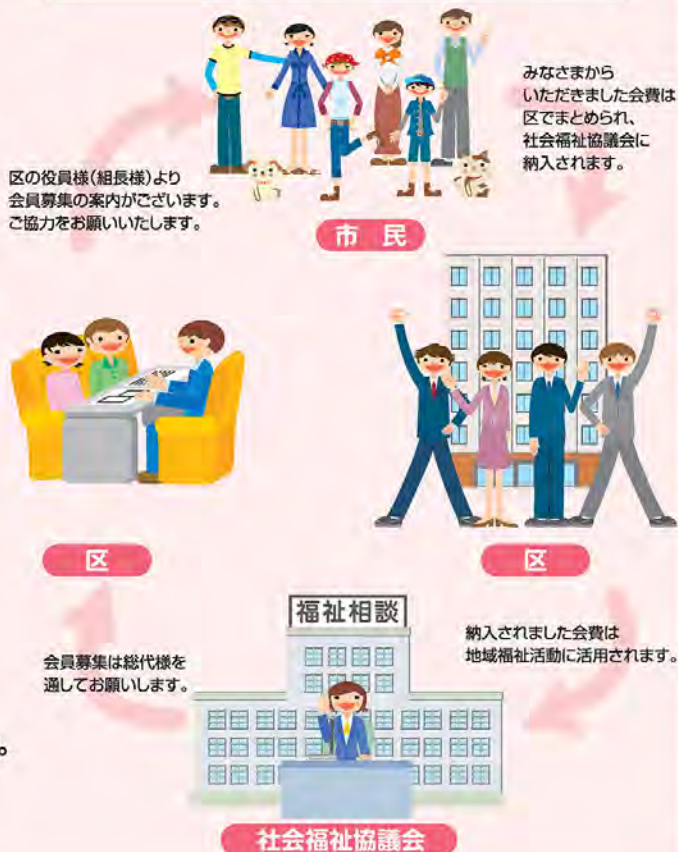 みなさまから
いただきました会費は
区でまとめられ、
社会福祉協議会に
納入されます。
区の役員様(組長様)より
会員募集の案内がございます。
ご協力をお願いいたします。
市 民
区
区
福祉相談
納入されました会費は
地域福祉活動に活用されます。
会員募集は総代様を
通してお願いします。
。
社会福祉協議会